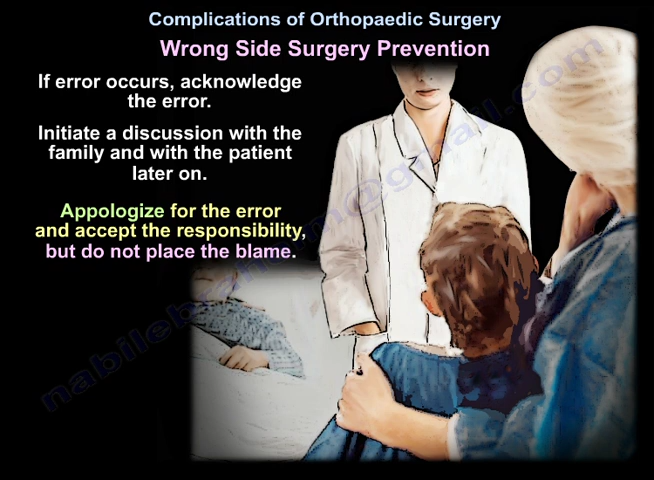 Complications of Orthopaedic Surgery
Wrong Side Surgery Prevention
If error occurs, acknowledge
the error.
Initiate a discussion with the
family and with the patient
later on.
Appologize for the error
and accept the responsibility,
but do not place the blame.